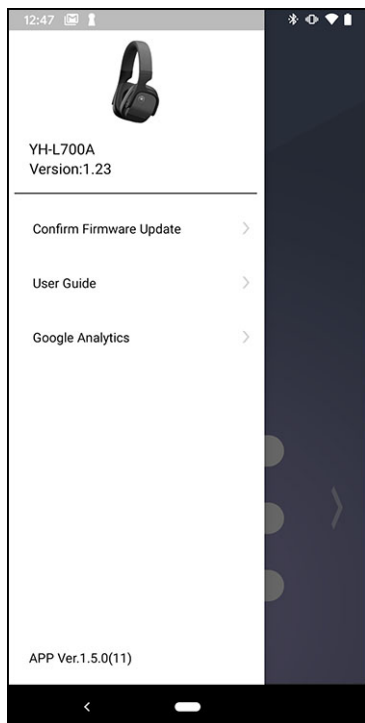 12:47
YH-L700A
Version:1.23
Confirm Firmware Update
User Guide
Google Analytics
APP Ver.1.5.0(11)